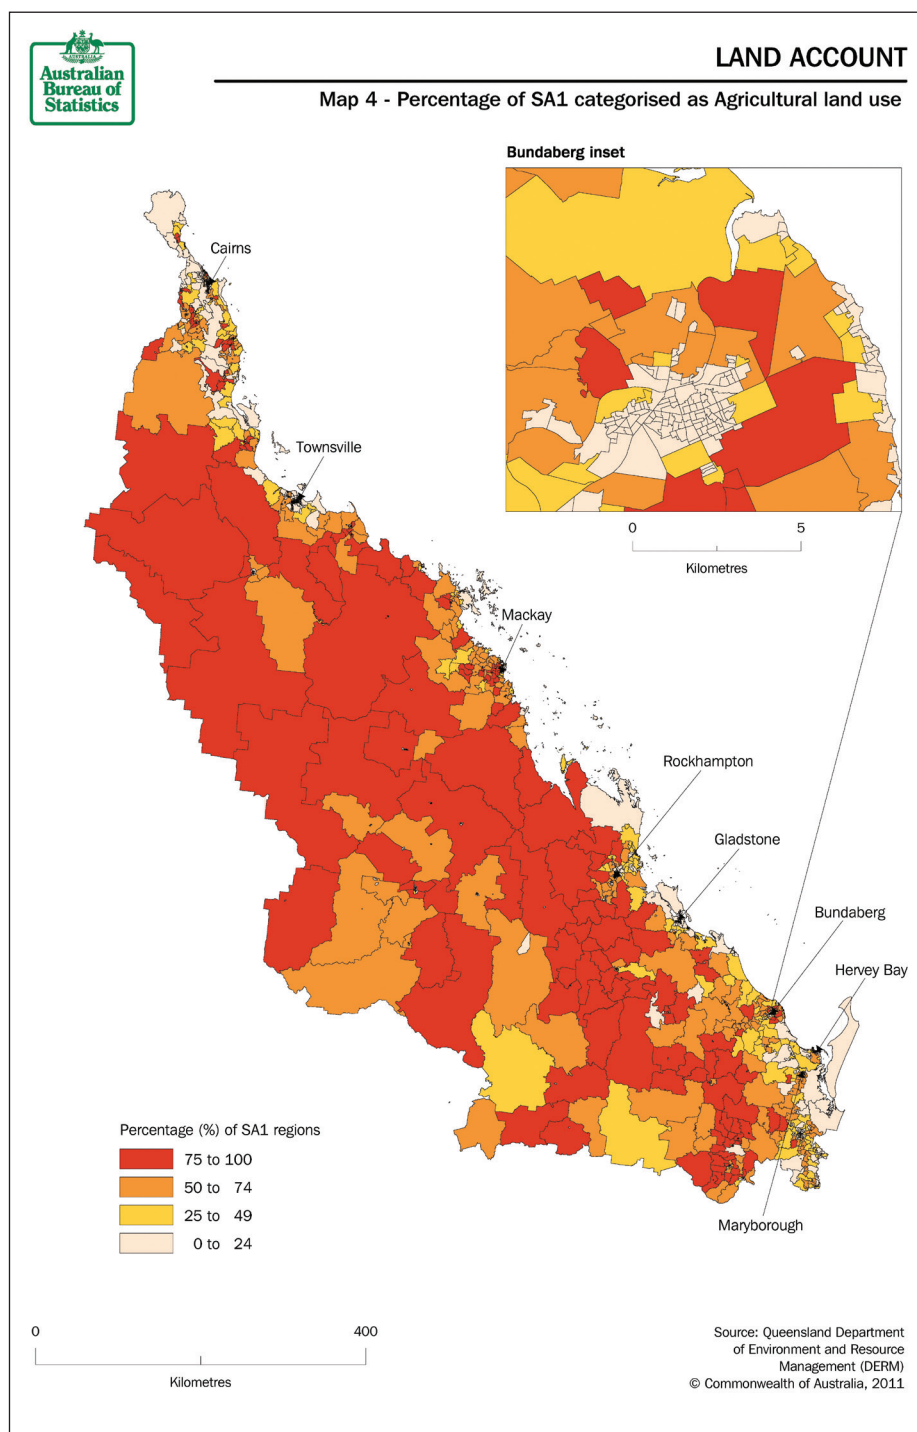 AUSTRALIA
Australian
Bureau of
Statistics
LAND ACCOUNT
Map 4 - Percentage of SA1 categorised as Agricultural land use
Bundaberg inset
Cairns
Townsville
0 5
Kilometres
Mackay
Rockhampton
Gladstone
Bundaberg
Hervey Bay
Percentage (%) of SA1 regions
75 to 100
50 to 74
25 to 49
0 to 24
Maryborough
0 400
Kilometres
Source: Queensland Department
of Environment and Resource
Management (DERM)
© Commonwealth of Australia, 2011